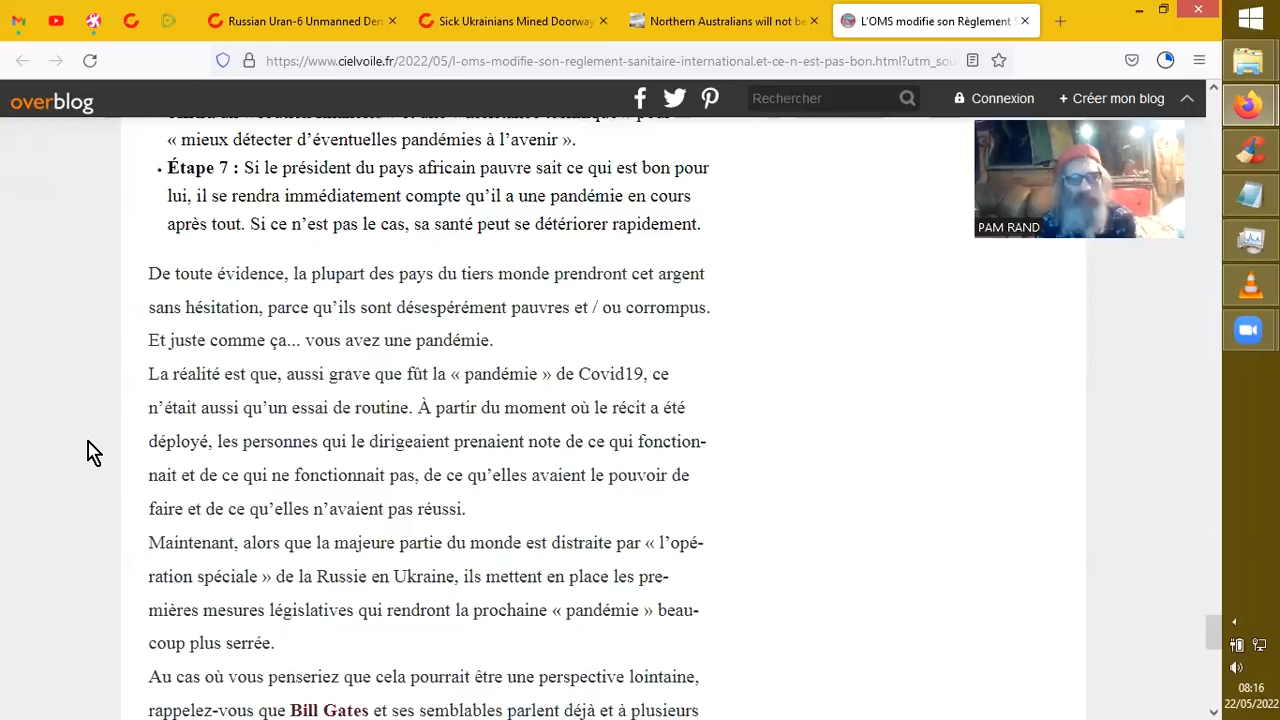 Russian Uran-6 Unmanned Den
Sick Ukrainians Mined Doorway
Northern Australians will not be
L'OMS modifie son Règlement S
https://www.cielvoile.fr/2022/05/l-oms-modifie-son-reglement-sanitaire-international.et-ce-n-est-pas-bon.html?utm_sou
overblog
Rechercher
Connexion
+ Créer mon blog
« mieux détecter d'éventuelles pandémies à l'avenir ».
• Étape 7 : Si le président du pays africain pauvre sait ce qui est bon pour
lui, il se rendra immédiatement compte qu'il a une pandémie en cours
après tout. Si ce n'est pas le cas, sa santé peut se détériorer rapidement.
PAM RAND
De toute évidence, la plupart des pays du tiers monde prendront cet argent
sans hésitation, parce qu'ils sont désespérément pauvres et / ou corrompus.
Et juste comme ça... vous avez une pandémie.
La réalité est que, aussi grave que fût la « pandémie » de Covid19, ce
n'était aussi qu'un essai de routine. À partir du moment où le récit a été
déployé, les personnes qui le dirigeaient prenaient note de ce qui fonction-
nait et de ce qui ne fonctionnait pas, de ce qu'elles avaient le pouvoir de
faire et de ce qu'elles n'avaient pas réussi.
Maintenant, alors que la majeure partie du monde est distraite par « l'opé-
ration spéciale » de la Russie en Ukraine, ils mettent en place les pre-
mières mesures législatives qui rendront la prochaine « pandémie » beau-
coup plus serrée.
Au cas où vous penseriez que cela pourrait être une perspective lointaine,
rappelez-vous que Bill Gates et ses semblables parlent déjà et à plusieurs
08:16
22/05/2022